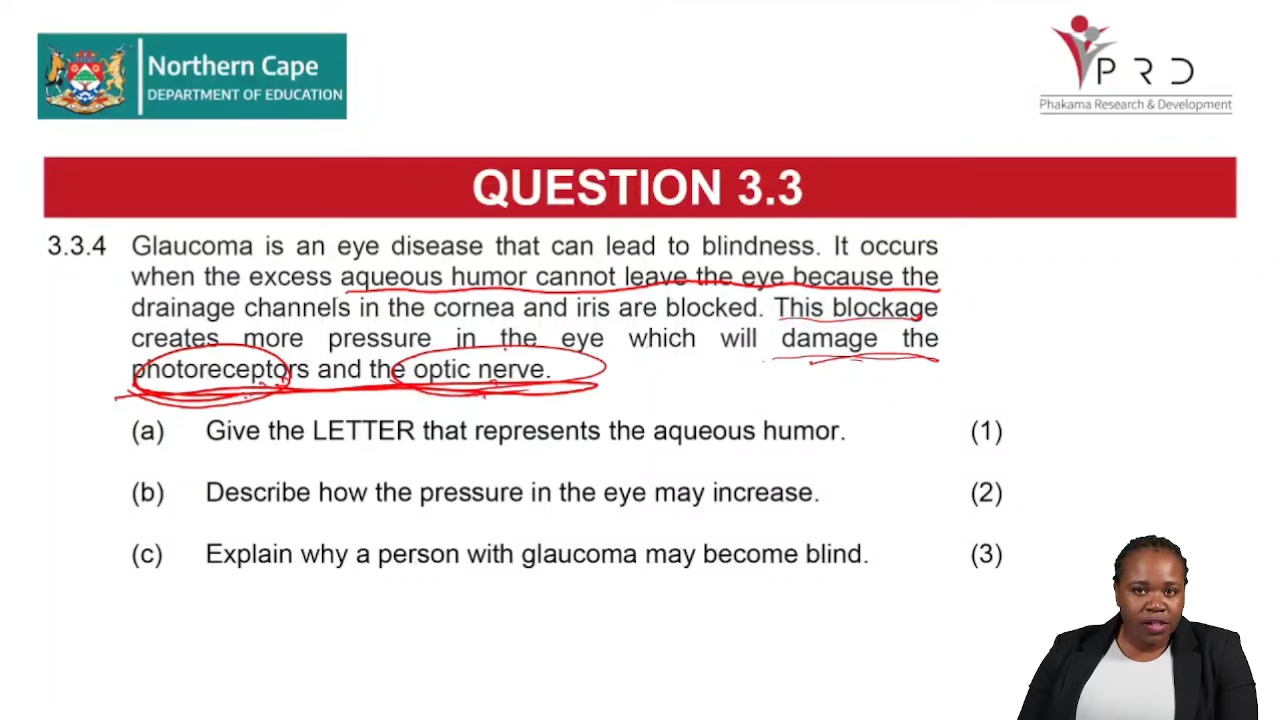 Northern Cape
DEPARTMENT OF EDUCATION
PRD
Phakama Research & Development
QUESTION 3.3
3.3.4 Glaucoma is an eye disease that can lead to blindness. It occurs
when the excess aqueous humor cannot leave the eye because the
drainage channels in the cornea and iris are blocked. This blockage
creates more pressure in the eye which will damage the
photoreceptors and the optic nerve.
(a) Give the LETTER that represents the aqueous humor. (1)
(b) Describe how the pressure in the eye may increase. (2)
(c) Explain why a person with glaucoma may become blind. (3)